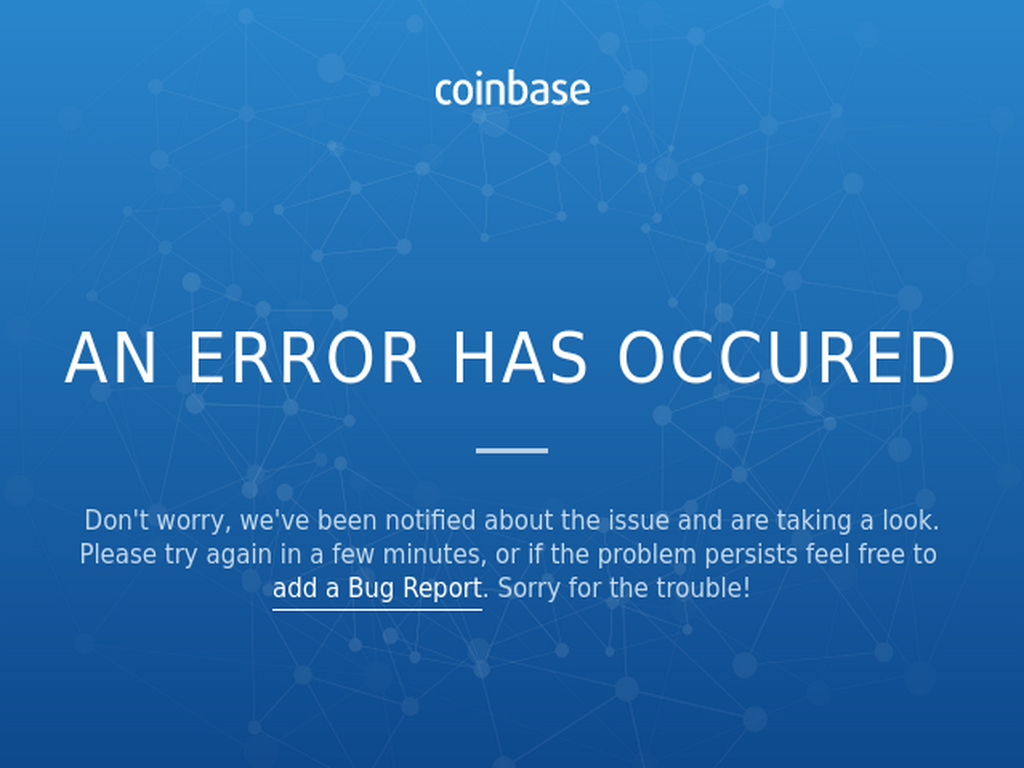 coinbase
AN ERROR HAS OCCURED
Don't worry, we've been notified about the issue and are taking a look.
Please try again in a few minutes, or if the problem persists feel free to
add a Bug Report. Sorry for the trouble!